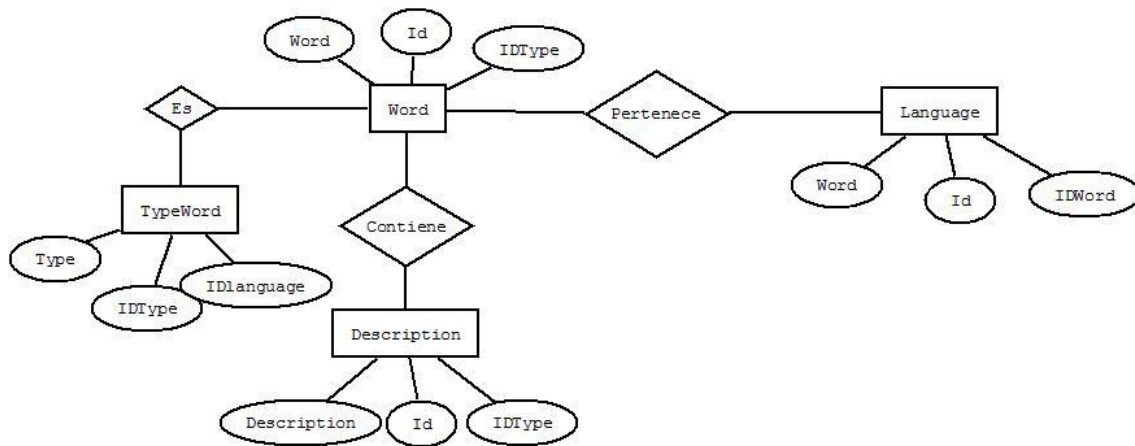 Word
Id
IDType
Es
Word
Pertenece
Language
Word
Id
IDWord
TypeWord
Contiene
Type
IDType
IDlanguage
Description
Description
Id
IDType